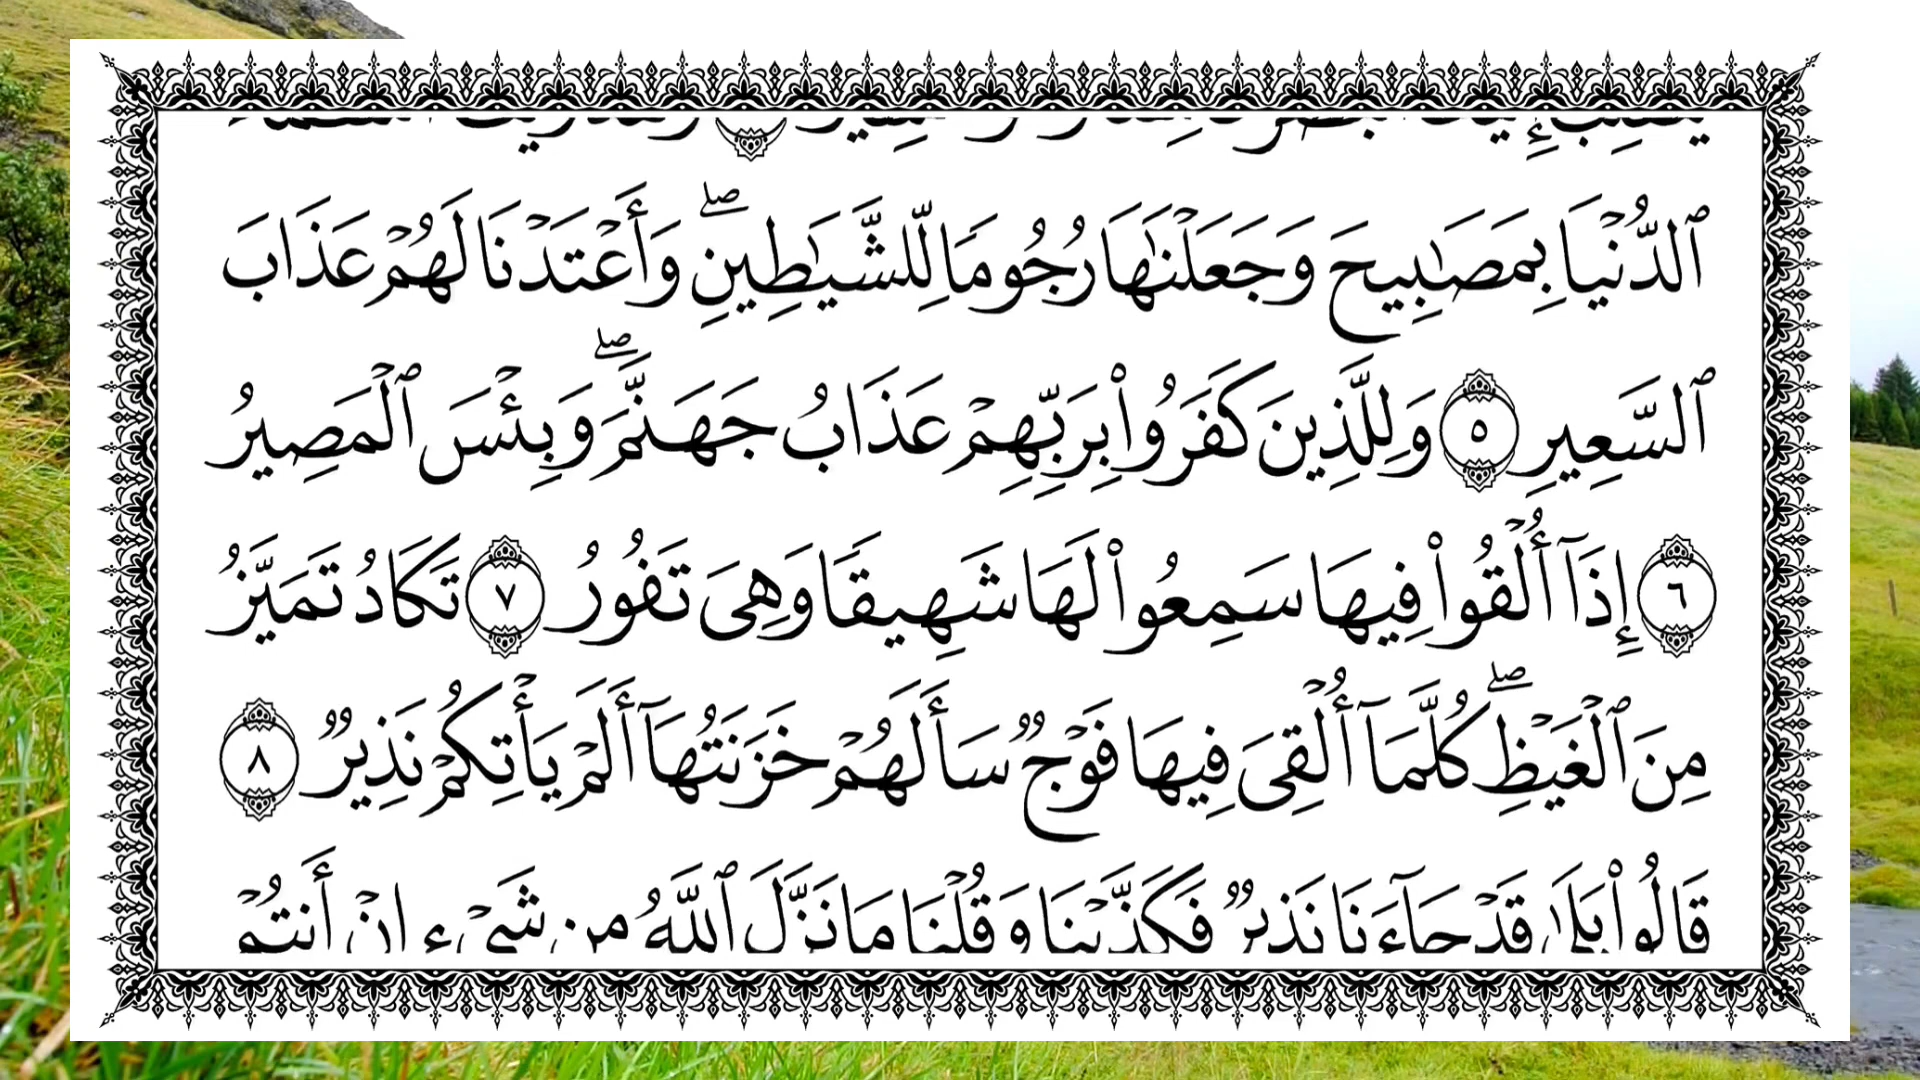 ٱلدُّنْيَا بِمَصَـٰبِيحَ وَجَعَلْنَـٰهَا رُجُومًا لِّلشَّيَـٰطِينِ ۖ وَأَعْتَدْنَا لَهُمْ عَذَابَ
ٱلسَّعِيرِ ٥ وَلِلَّذِينَ كَفَرُوا۟ بِرَبِّهِمْ عَذَابُ جَهَنَّمَ ۖ وَبِئْسَ ٱلْمَصِيرُ
٦ إِذَآ أُلْقُوا۟ فِيهَا سَمِعُوا۟ لَهَا شَهِيقًا وَهِىَ تَفُورُ ٧ تَكَادُ تَمَيَّزُ
مِنَ ٱلْغَيْظِ ۖ كُلَّمَآ أُلْقِىَ فِيهَا فَوْجٌ سَأَلَهُمْ خَزَنَتُهَآ أَلَمْ يَأْتِكُمْ نَذِيرٌ ٨
قَالُوا۟ بَلَىٰ قَدْ جَآءَنَا نَذِيرٌ فَكَذَّبْنَا وَقُلْنَا مَا نَزَّلَ ٱللَّهُ مِن شَىْءٍ إِنْ أَنتُمْ